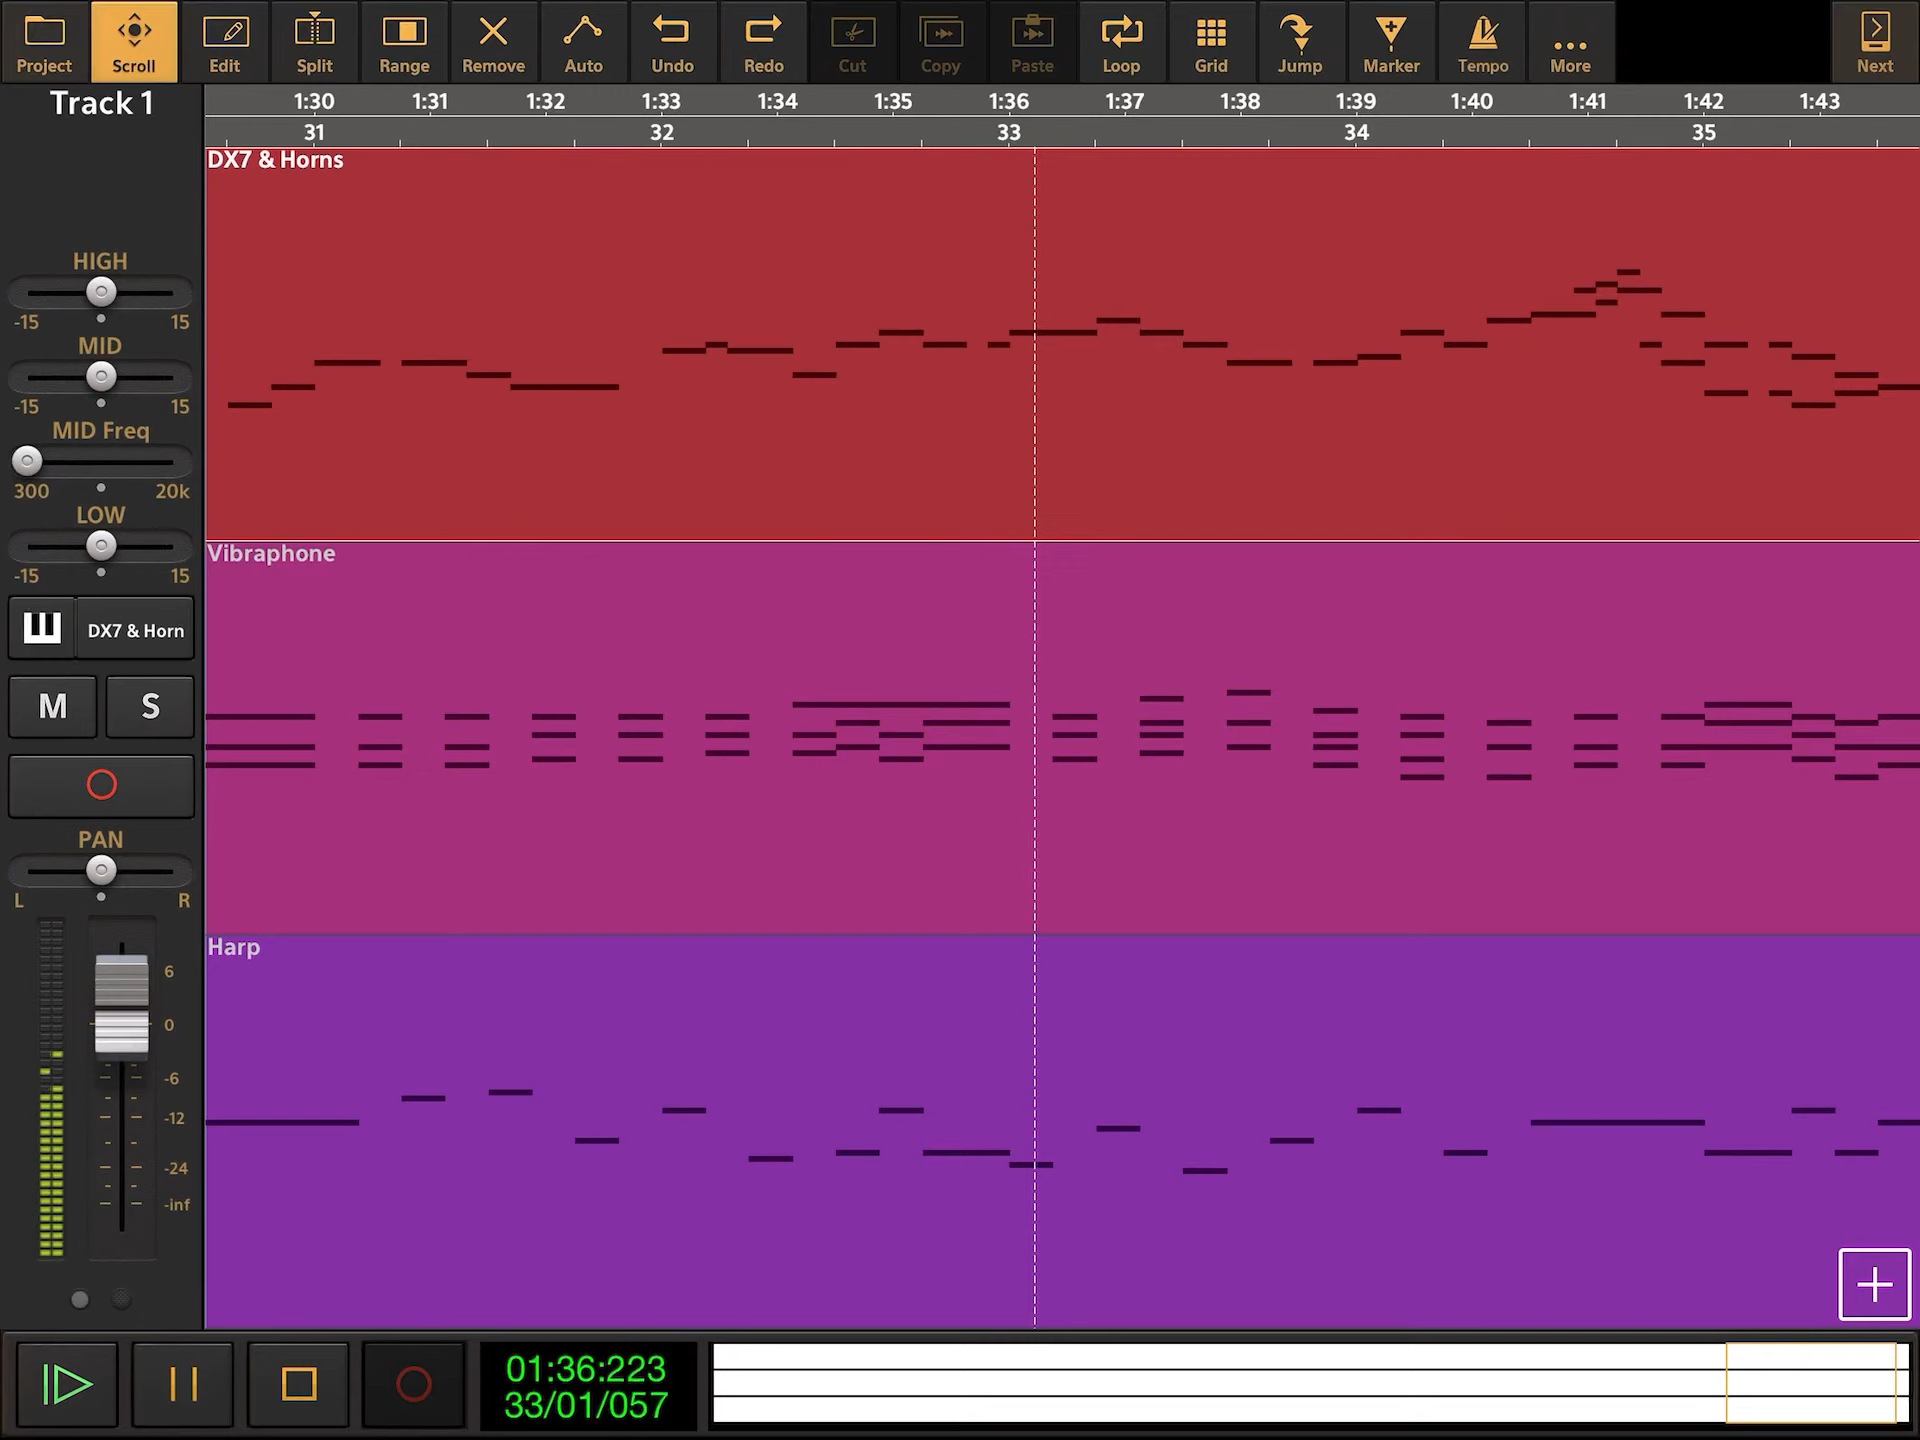 Project Scroll Edit Split Range Remove Auto Undo Redo Cut Copy Paste Loop Grid Jump Marker Tempo More Next
Track 1
1:30 1:31 1:32 1:33 1:34 1:35 1:36 1:37 1:38 1:39 1:40 1:41 1:42 1:43
31 32 33 34 35
DX7 & Horns
HIGH
-15 15
MID
-15 15
MID Freq
300 20k
LOW
-15 15
Vibraphone
DX7 & Horn
M S
PAN
L R
Harp
6
0
-6
-12
-24
-inf
01:36:223
33/01/057